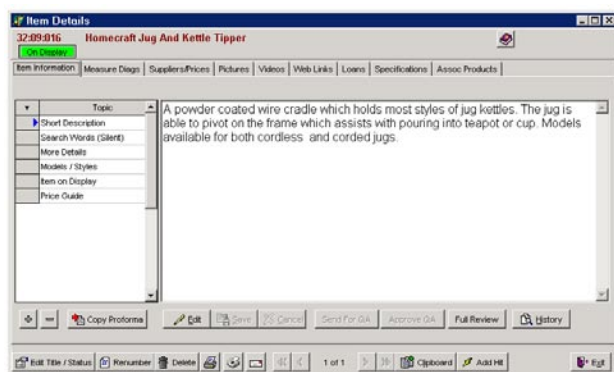 Item Details
32:09:016 Homecraft Jug And Kettle Tipper
On Display
Item Information Measure Diags Suppliers/Prices Pictures Videos Web Links Loans Specifications Assoc Products
Topic
Short Description
Search Words (Silent)
More Details
Models / Styles
Item on Display
Price Guide
A powder coated wire cradle which holds most styles of jug kettles. The jug is
able to pivot on the frame which assists with pouring into teapot or cup. Models
available for both cordless and corded jugs.
Copy Proforma Edit Save Cancel Send For QA Approve QA Full Review History
Edit Title / Status Renumber Delete 1 of 1 Clipboard Add Hit Exit